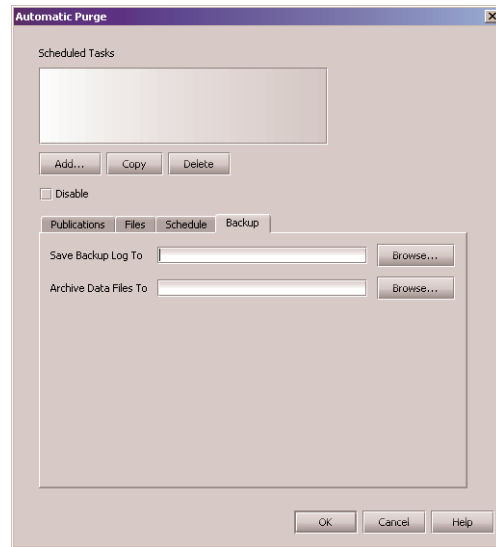 Automatic Purge
Scheduled Tasks
Add... Copy Delete
Disable
Publications Files Schedule Backup
Save Backup Log To Browse...
Archive Data Files To Browse...
OK Cancel Help